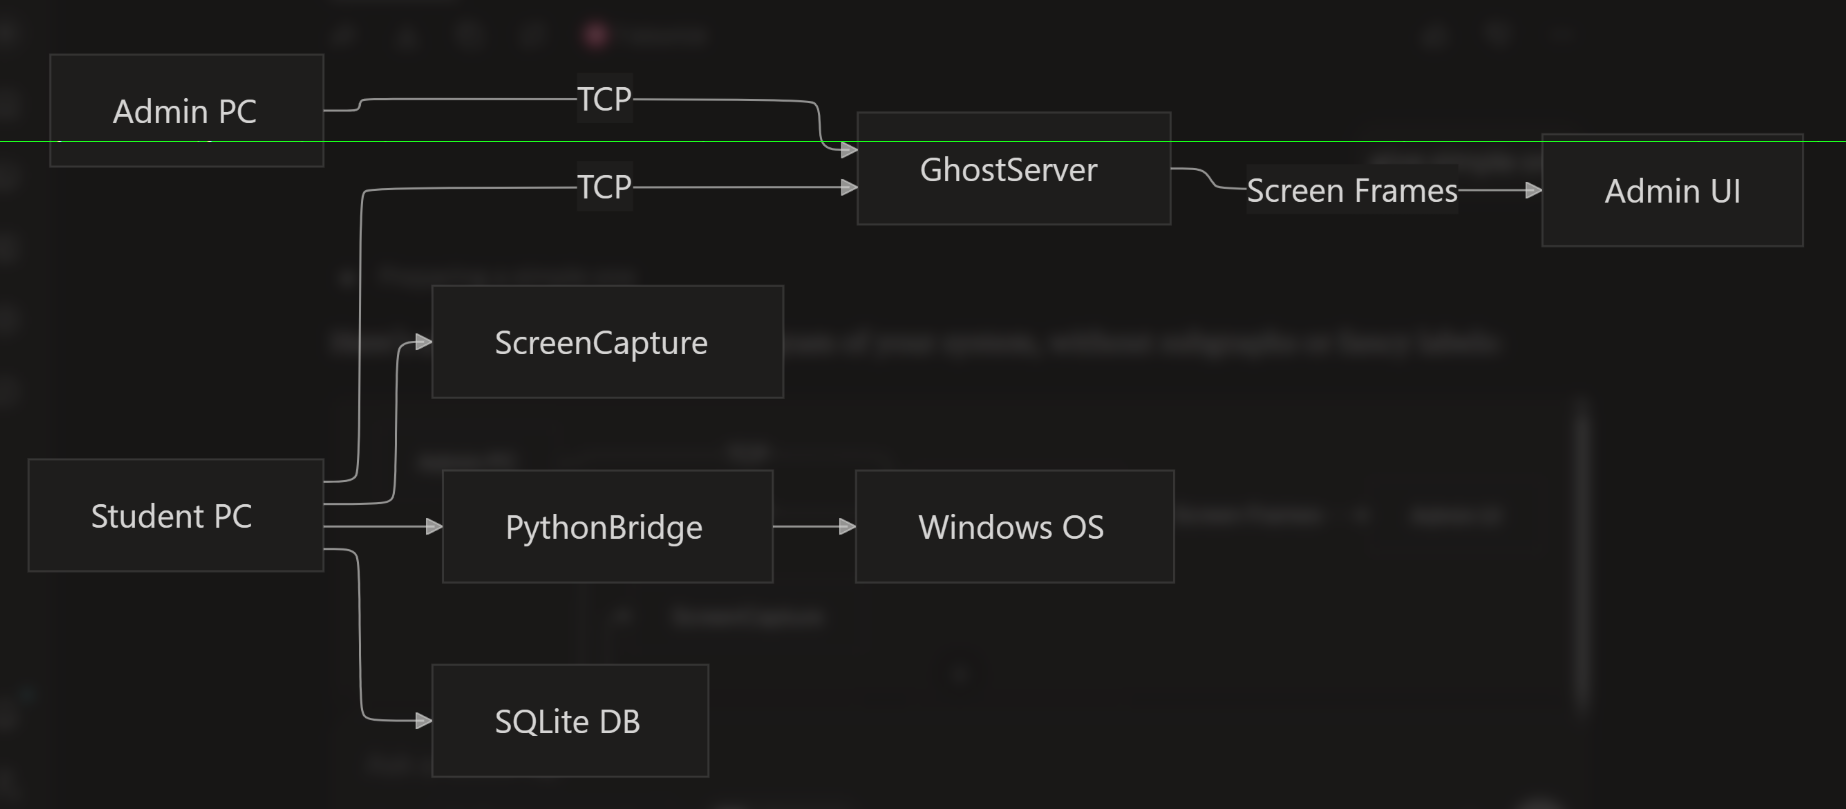 Admin PC
TCP
TCP
GhostServer
Screen Frames
Admin UI
ScreenCapture
Student PC
PythonBridge
Windows OS
SQLite DB